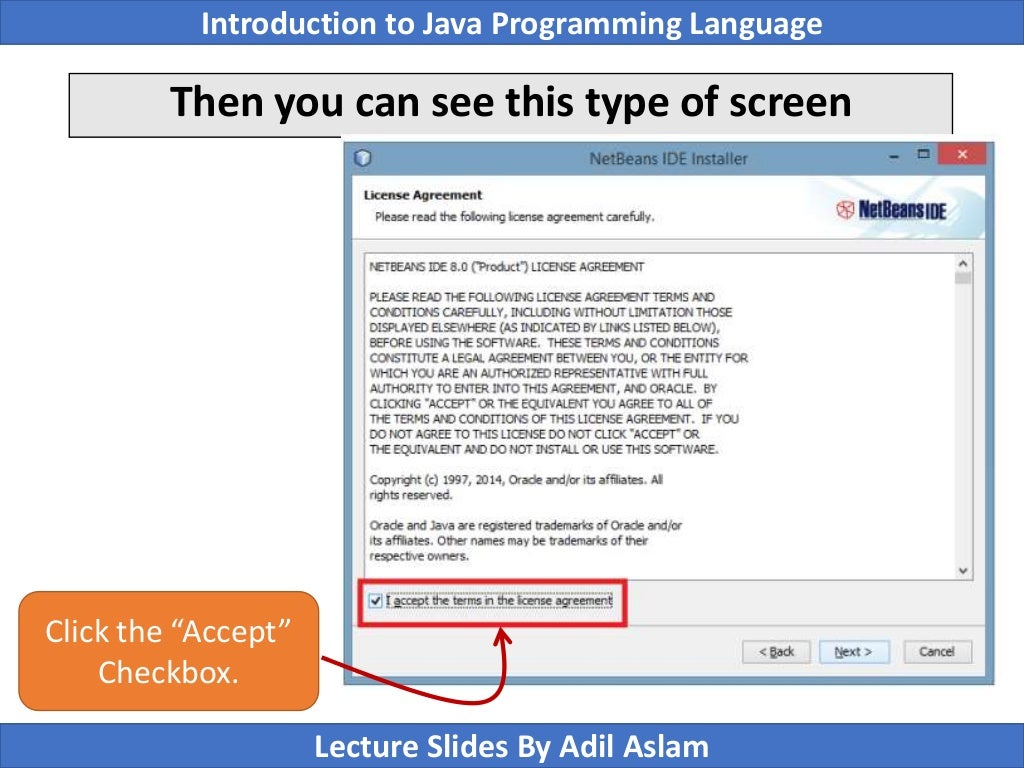 Introduction to Java Programming Language
Then you can see this type of screen
NetBeans IDE Installer
License Agreement
Please read the following license agreement carefully.
NetBeans IDE
NETBEANS IDE 8.0 ("Product") LICENSE AGREEMENT
PLEASE READ THE FOLLOWING LICENSE AGREEMENT TERMS AND
CONDITIONS CAREFULLY, INCLUDING WITHOUT LIMITATION THOSE
DISPLAYED ELSEWHERE (AS INDICATED BY LINKS LISTED BELOW),
BEFORE USING THE SOFTWARE. THESE TERMS AND CONDITIONS
CONSTITUTE A LEGAL AGREEMENT BETWEEN YOU, OR THE ENTITY FOR
WHICH YOU ARE AN AUTHORIZED REPRESENTATIVE WITH FULL
AUTHORITY TO ENTER INTO THIS AGREEMENT, AND ORACLE. BY
CLICKING "ACCEPT" OR THE EQUIVALENT YOU AGREE TO ALL OF
THE TERMS AND CONDITIONS OF THIS LICENSE AGREEMENT. IF YOU
DO NOT AGREE TO THIS LICENSE DO NOT CLICK "ACCEPT" OR
THE EQUIVALENT AND DO NOT INSTALL OR USE THIS SOFTWARE.
Copyright (c) 1997, 2014, Oracle and/or its affiliates. All
rights reserved.
Oracle and Java are registered trademarks of Oracle and/or
its affiliates. Other names may be trademarks of their
respective owners.
I accept the terms in the license agreement
Click the “Accept”
Checkbox.
< Back
Next >
Cancel
Lecture Slides By Adil Aslam